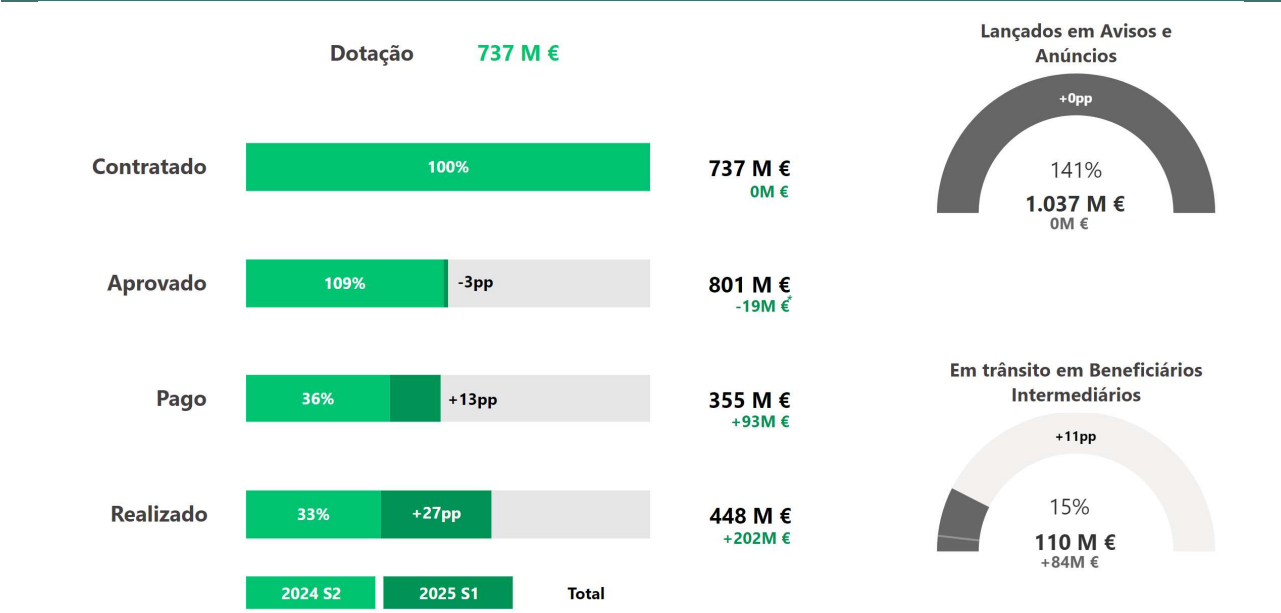 Dotação 737 M €
Contratado 100% 737 M €
0M €
Aprovado 109% -3pp 801 M €
-19M €*
Pago 36% +13pp 355 M €
+93M €
Realizado 33% +27pp 448 M €
+202M €
2024 S2 2025 S1 Total
Lançados em Avisos e
Anúncios
+0pp
141%
1.037 M €
0M €
Em trânsito em Beneficiários
Intermediários
+11pp
15%
110 M €
+84M €